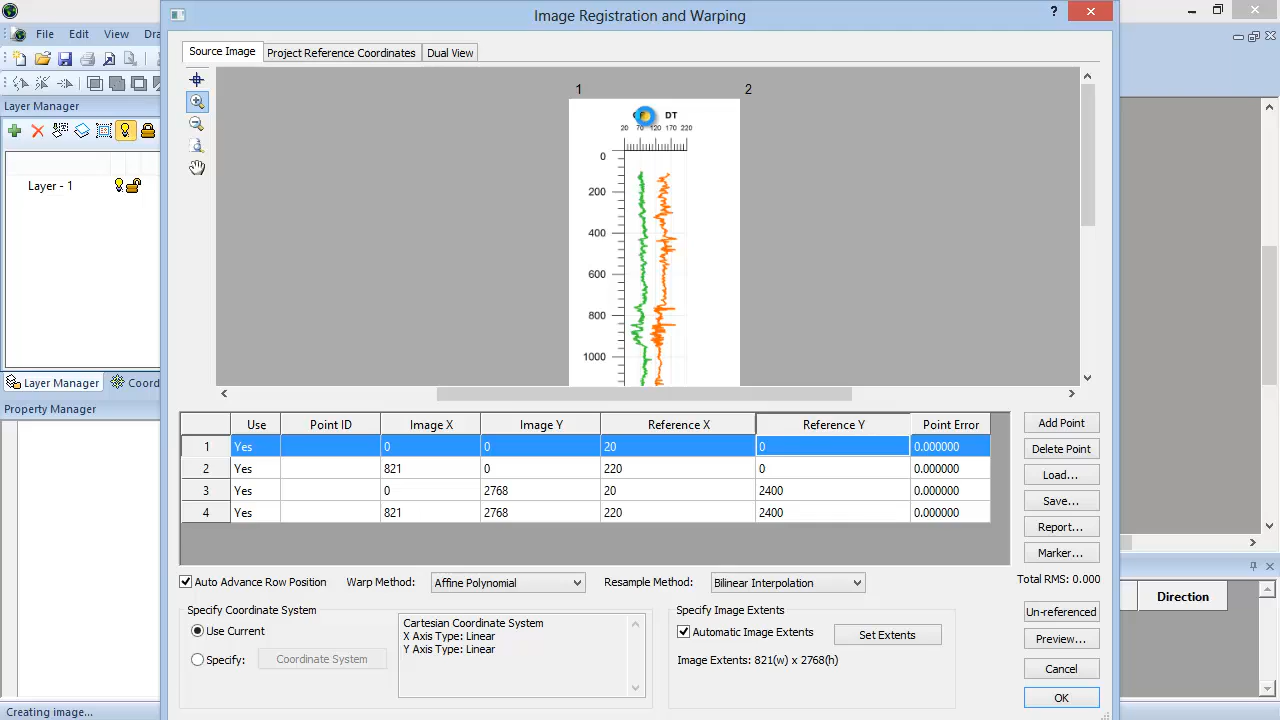 Image Registration and Warping
?
File Edit View Dra
Source Image Project Reference Coordinates Dual View
Layer Manager
Layer - 1
1 2
DT
20 70 120 170 220
0
200
400
600
800
1000
Layer Manager Coord
Property Manager
Use Point ID Image X Image Y Reference X Reference Y Point Error
1 Yes 0 0 20 0 0.000000
2 Yes 821 0 220 0 0.000000
3 Yes 0 2768 20 2400 0.000000
4 Yes 821 2768 220 2400 0.000000
Add Point
Delete Point
Load...
Save...
Report...
Marker...
Total RMS: 0.000
Un-referenced
Preview...
Cancel
OK
Auto Advance Row Position Warp Method: Affine Polynomial Resample Method: Bilinear Interpolation
Specify Coordinate System
Use Current
Specify: Coordinate System
Cartesian Coordinate System
X Axis Type: Linear
Y Axis Type: Linear
Specify Image Extents
Automatic Image Extents Set Extents
Image Extents: 821(w) x 2768(h)
Direction
Creating image...